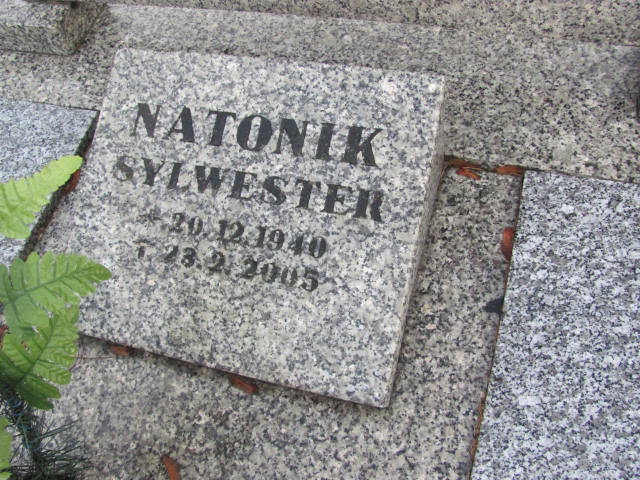 NATONIK
SYLWESTER
* 20.12.1940
† 23.2.2005